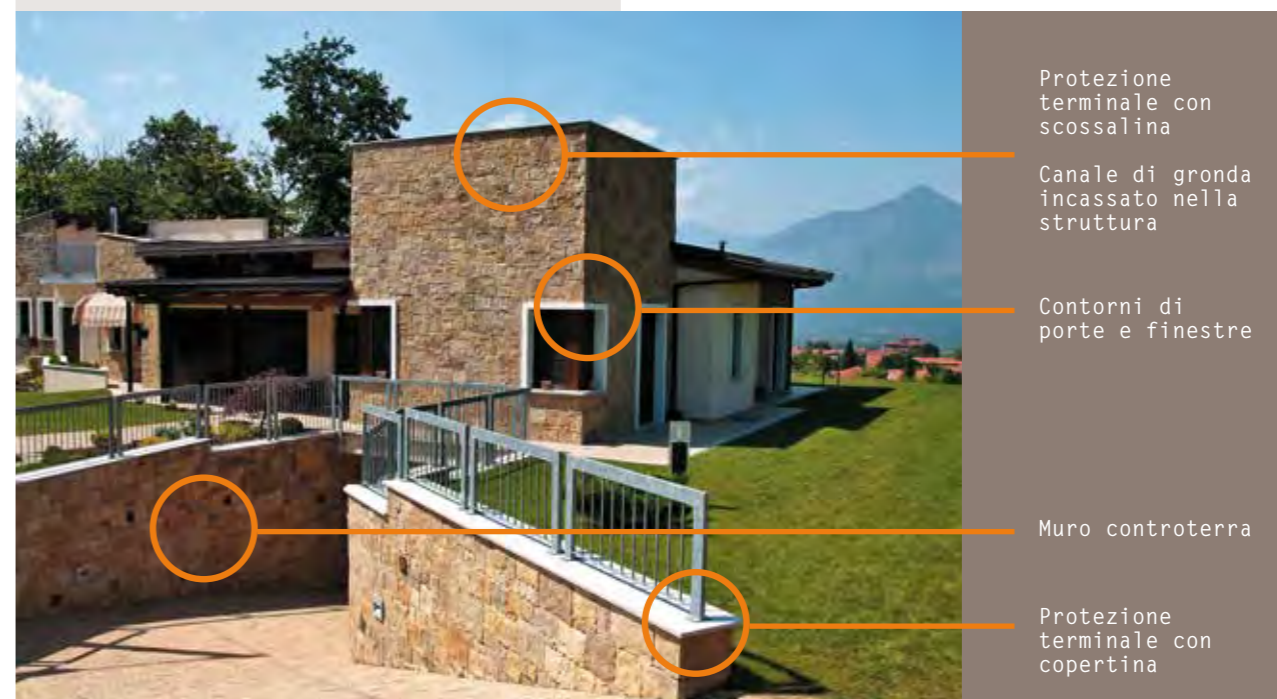 Protezione
terminale con
scossalina
Canale di gronda
incassato nella
struttura
Contorni di
porte e finestre
Muro controterra
Protezione
terminale con
copertina